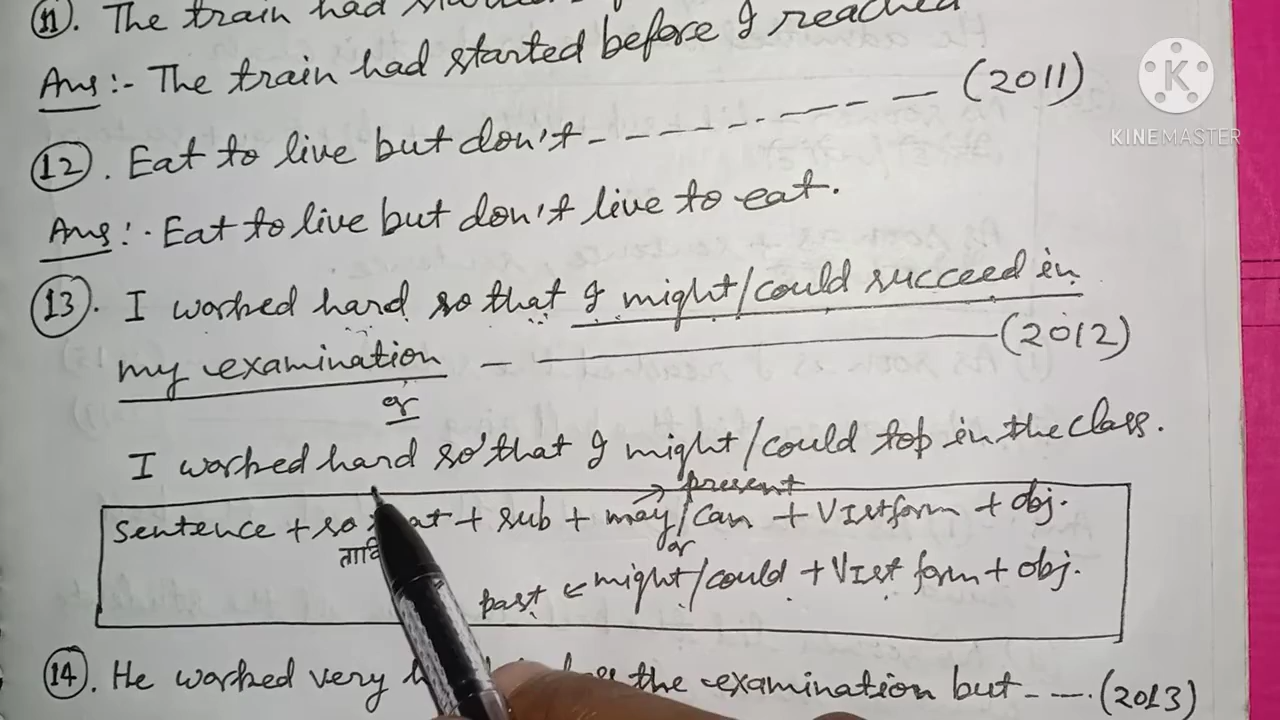 11. The train had
Ans :- The train had started before I reached
(12). Eat to live but don't - - - - - - - - - - (2011)
Ans :- Eat to live but don't live to eat.
(13). I worked hard so that I might/could succeed in
my examination - ——— (2012)
or
I worked hard so that I might/could top in the class.
→ present
Sentence + so + sub + may/can + VIst form + obj.
or
past ← might/could + VIst form + obj.
(14). He worked very the examination but - - -. (2013)
K
KINEMASTER